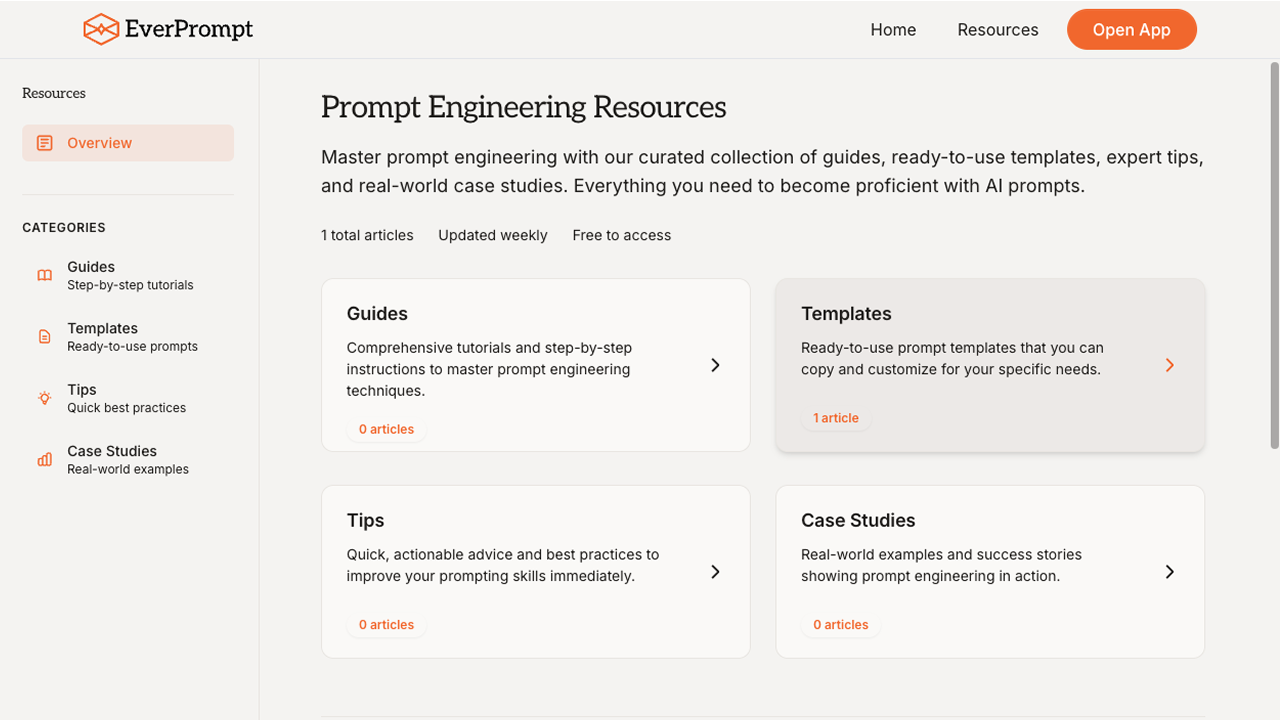 EverPrompt
Home
Resources
Open App
Resources
Overview
CATEGORIES
Guides
Step-by-step tutorials
Templates
Ready-to-use prompts
Tips
Quick best practices
Case Studies
Real-world examples
Prompt Engineering Resources
Master prompt engineering with our curated collection of guides, ready-to-use templates, expert tips,
and real-world case studies. Everything you need to become proficient with AI prompts.
1 total articles
Updated weekly
Free to access
Guides
Comprehensive tutorials and step-by-step
instructions to master prompt engineering
techniques.
0 articles
Templates
Ready-to-use prompt templates that you can
copy and customize for your specific needs.
1 article
Tips
Quick, actionable advice and best practices to
improve your prompting skills immediately.
0 articles
Case Studies
Real-world examples and success stories
showing prompt engineering in action.
0 articles